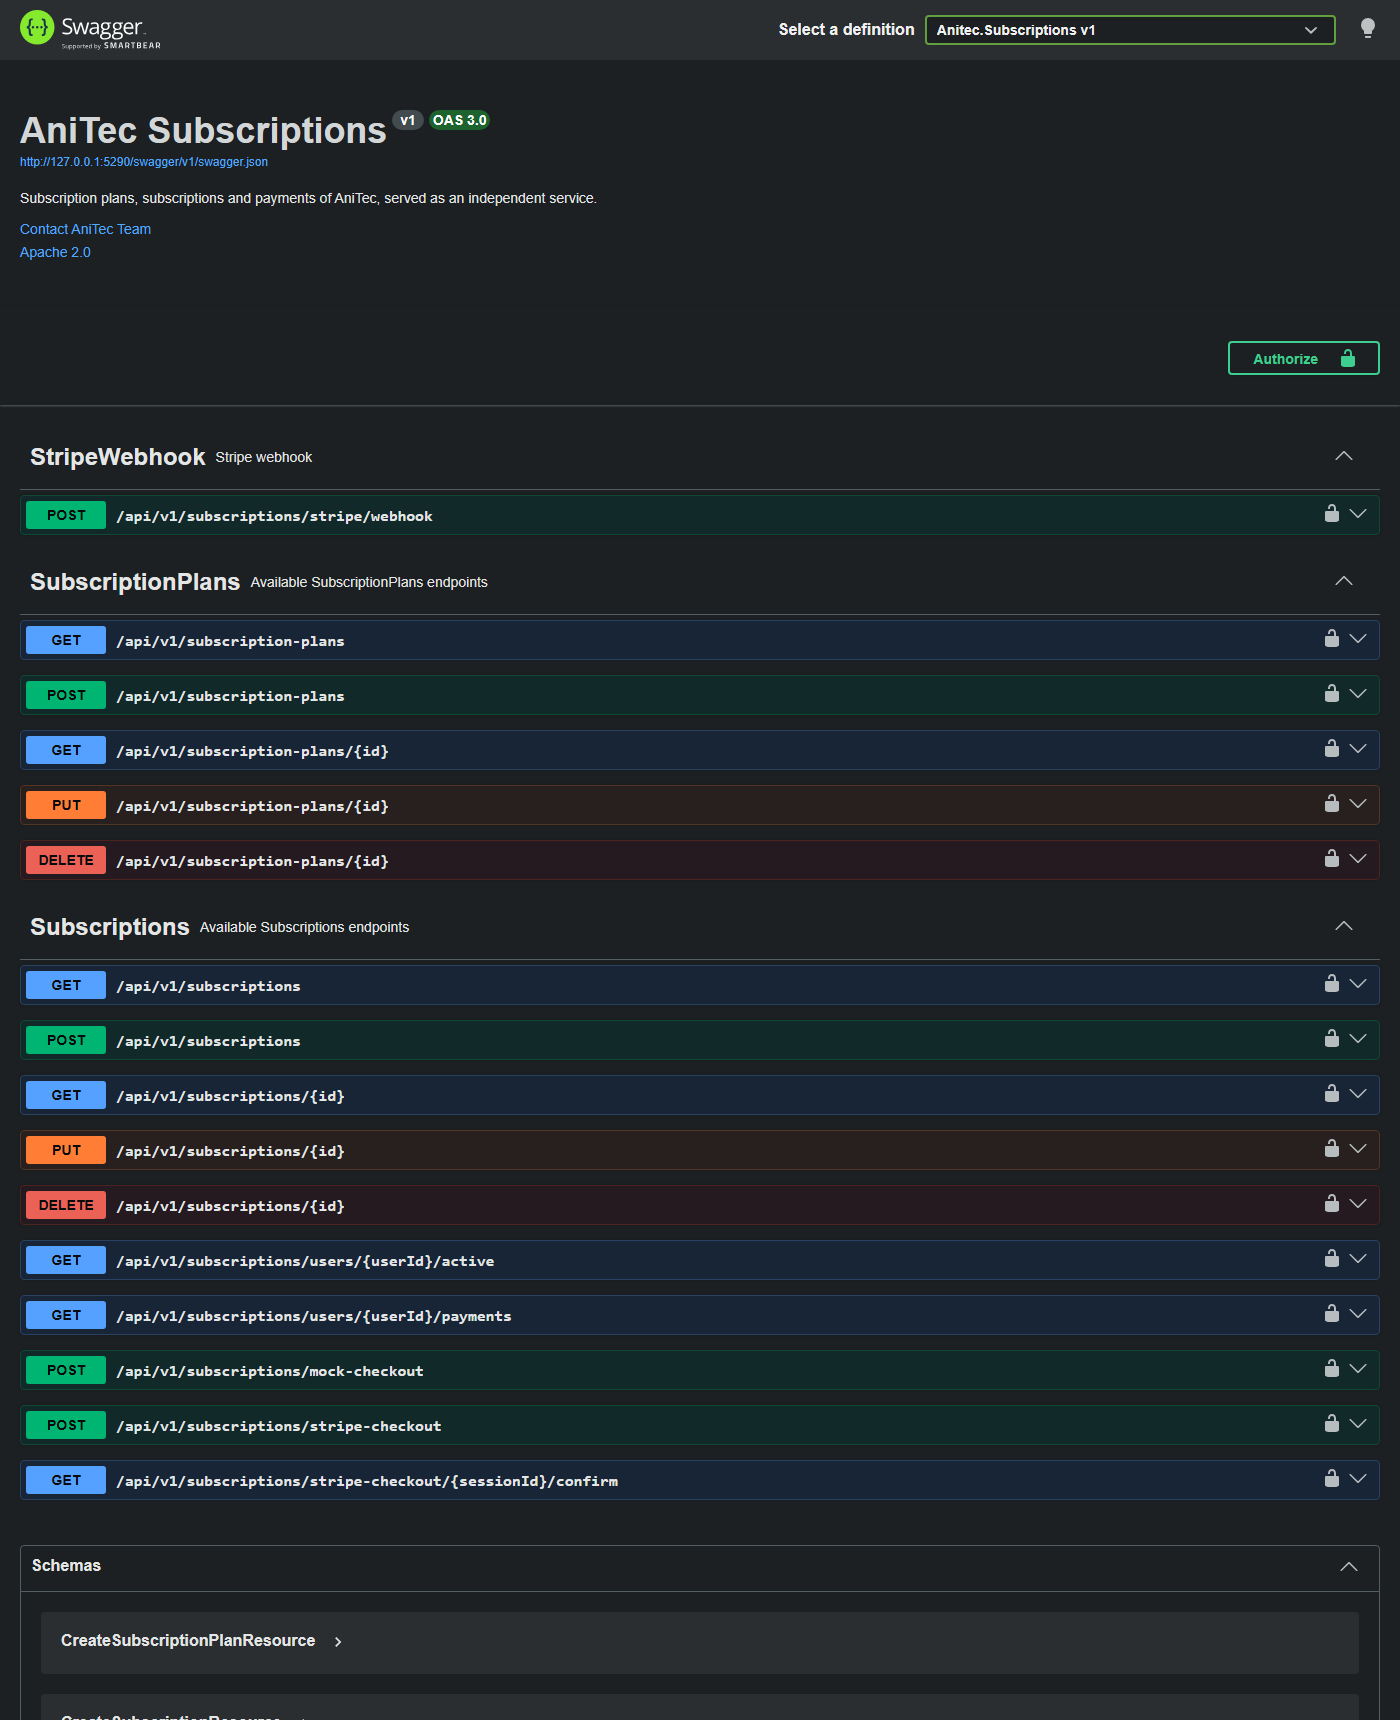 Swagger
Supported by SMARTBEAR
Select a definition
Anitec.Subscriptions v1
AniTec Subscriptions v1 OAS 3.0
http://127.0.0.1:5290/swagger/v1/swagger.json
Subscription plans, subscriptions and payments of AniTec, served as an independent service.
Contact AniTec Team
Apache 2.0
Authorize
StripeWebhook Stripe webhook
POST /api/v1/subscriptions/stripe/webhook
SubscriptionPlans Available SubscriptionPlans endpoints
GET /api/v1/subscription-plans
POST /api/v1/subscription-plans
GET /api/v1/subscription-plans/{id}
PUT /api/v1/subscription-plans/{id}
DELETE /api/v1/subscription-plans/{id}
Subscriptions Available Subscriptions endpoints
GET /api/v1/subscriptions
POST /api/v1/subscriptions
GET /api/v1/subscriptions/{id}
PUT /api/v1/subscriptions/{id}
DELETE /api/v1/subscriptions/{id}
GET /api/v1/subscriptions/users/{userId}/active
GET /api/v1/subscriptions/users/{userId}/payments
POST /api/v1/subscriptions/mock-checkout
POST /api/v1/subscriptions/stripe-checkout
GET /api/v1/subscriptions/stripe-checkout/{sessionId}/confirm
Schemas
CreateSubscriptionPlanResource